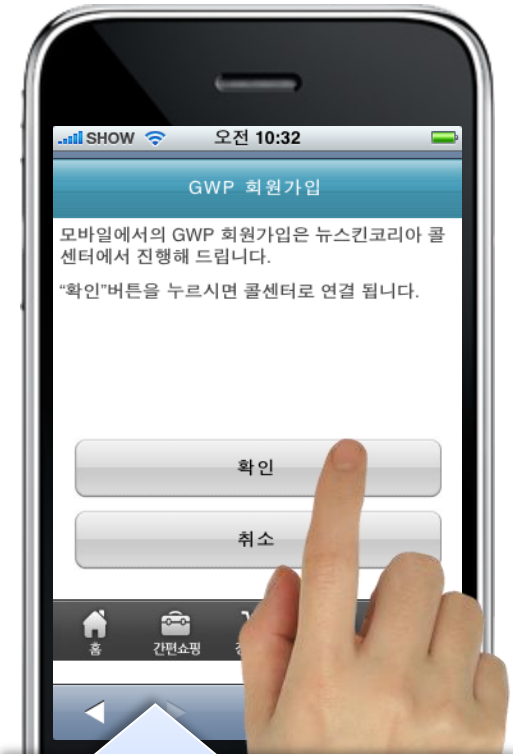 SHOW 오전 10:32
GWP 회원가입
모바일에서의 GWP 회원가입은 뉴스킨코리아 콜
센터에서 진행해 드립니다.
“확인”버튼을 누르시면 콜센터로 연결 됩니다.
확인
취소
홈 간편쇼핑